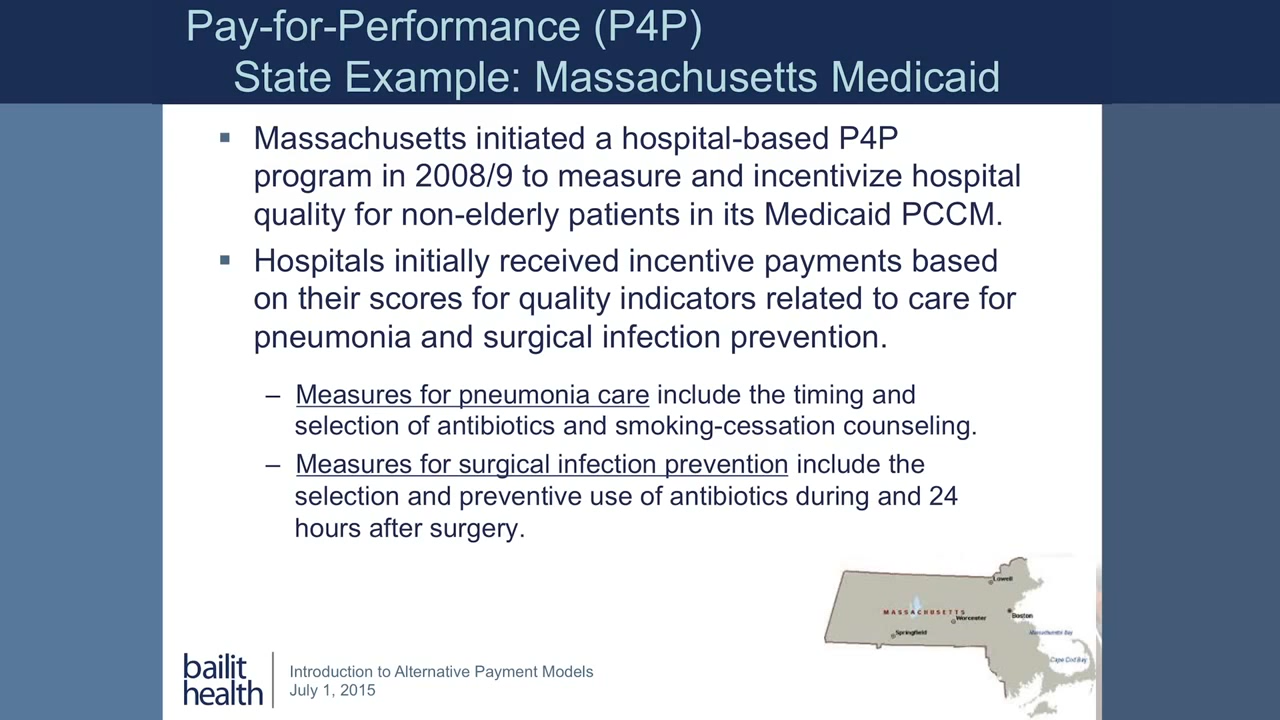 Pay-for-Performance (P4P)
State Example: Massachusetts Medicaid
▪ Massachusetts initiated a hospital-based P4P
program in 2008/9 to measure and incentivize hospital
quality for non-elderly patients in its Medicaid PCCM.
▪ Hospitals initially received incentive payments based
on their scores for quality indicators related to care for
pneumonia and surgical infection prevention.
– Measures for pneumonia care include the timing and
selection of antibiotics and smoking-cessation counseling.
– Measures for surgical infection prevention include the
selection and preventive use of antibiotics during and 24
hours after surgery.
Lowell
MASSACHUSETTS
Boston
Worcester
Springfield
Massachusetts Bay
Cape Cod Bay
bailit
health
Introduction to Alternative Payment Models
July 1, 2015